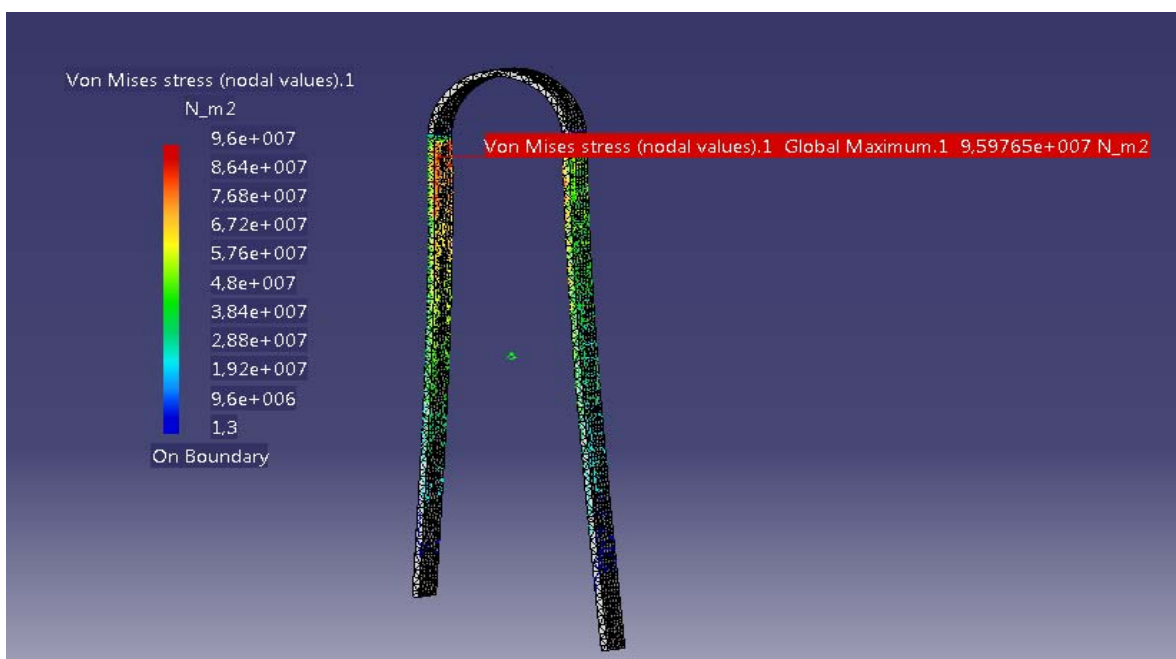 Von Mises stress (nodal values).1
N_m2
9,6e+007
8,64e+007
7,68e+007
6,72e+007
5,76e+007
4,8e+007
3,84e+007
2,88e+007
1,92e+007
9,6e+006
1,3
On Boundary
Von Mises stress (nodal values).1 Global Maximum.1 9,59765e+007 N_m2